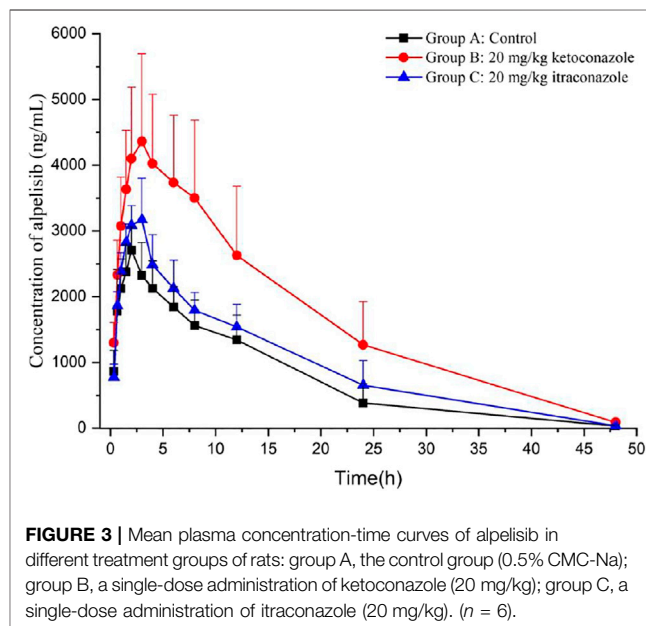 6000
5000
4000
3000
2000
1000
0
Concentration of alpelisib (ng/mL)
Group A: Control
Group B: 20 mg/kg ketoconazole
Group C: 20 mg/kg itraconazole
0 5 10 15 20 25 30 35 40 45 50
Time(h)
FIGURE 3 | Mean plasma concentration-time curves of alpelisib in
different treatment groups of rats: group A, the control group (0.5% CMC-Na);
group B, a single-dose administration of ketoconazole (20 mg/kg); group C, a
single-dose administration of itraconazole (20 mg/kg). (n = 6).